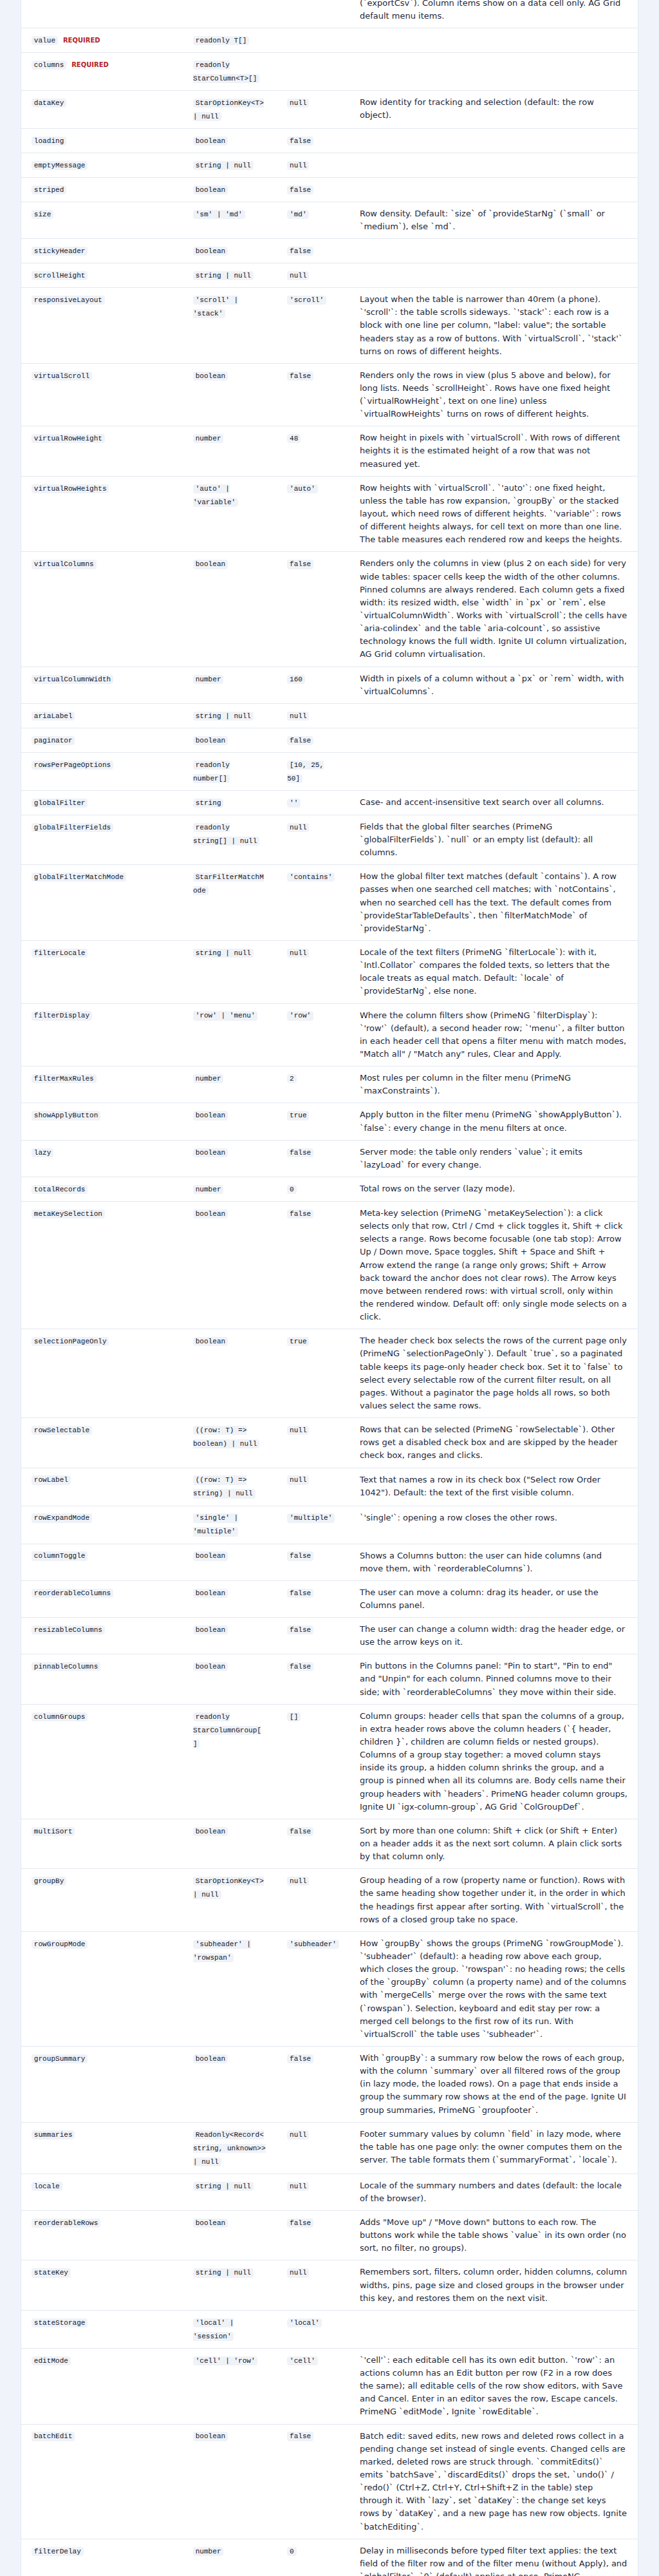 (`exportCsv`). Column items show on a data cell only. AG Grid
default menu items.
value REQUIRED readonly T[]
columns REQUIRED readonly
StarColumn<T>[]
dataKey StarOptionKey<T> null Row identity for tracking and selection (default: the row
| null object).
loading boolean false
emptyMessage string | null null
striped boolean false
size 'sm' | 'md' 'md' Row density. Default: `size` of `provideStarNg` (`small` or
`medium`), else `md`.
stickyHeader boolean false
scrollHeight string | null null
responsiveLayout 'scroll' | 'scroll' Layout when the table is narrower than 40rem (a phone).
'stack' `'scroll'`: the table scrolls sideways. `'stack'`: each row is a
block with one line per column, "label: value"; the sortable
headers stay as a row of buttons. With `virtualScroll`, `'stack'`
turns on rows of different heights.
virtualScroll boolean false Renders only the rows in view (plus 5 above and below), for
long lists. Needs `scrollHeight`. Rows have one fixed height
(`virtualRowHeight`, text on one line) unless
`virtualRowHeights` turns on rows of different heights.
virtualRowHeight number 48 Row height in pixels with `virtualScroll`. With rows of different
heights it is the estimated height of a row that was not
measured yet.
virtualRowHeights 'auto' | 'auto' Row heights with `virtualScroll`. `'auto'`: one fixed height,
'variable' unless the table has row expansion, `groupBy` or the stacked
layout, which need rows of different heights. `'variable'`: rows
of different heights always, for cell text on more than one line.
The table measures each rendered row and keeps the heights.
virtualColumns boolean false Renders only the columns in view (plus 2 on each side) for very
wide tables: spacer cells keep the width of the other columns.
Pinned columns are always rendered. Each column gets a fixed
width: its resized width, else `width` in `px` or `rem`, else
`virtualColumnWidth`. Works with `virtualScroll`; the cells have
`aria-colindex` and the table `aria-colcount`, so assistive
technology knows the full width. Ignite UI column virtualization,
AG Grid column virtualisation.
virtualColumnWidth number 160 Width in pixels of a column without a `px` or `rem` width, with
`virtualColumns`.
ariaLabel string | null null
paginator boolean false
rowsPerPageOptions readonly [10, 25,
number[] 50]
globalFilter string '' Case- and accent-insensitive text search over all columns.
globalFilterFields readonly null Fields that the global filter searches (PrimeNG
string[] | null `globalFilterFields`). `null` or an empty list (default): all
columns.
globalFilterMatchMode StarFilterMatchM 'contains' How the global filter text matches (default `contains`). A row
ode passes when one searched cell matches; with `notContains`,
when no searched cell has the text. The default comes from
`provideStarTableDefaults`, then `filterMatchMode` of
`provideStarNg`.
filterLocale string | null null Locale of the text filters (PrimeNG `filterLocale`): with it,
`Intl.Collator` compares the folded texts, so letters that the
locale treats as equal match. Default: `locale` of
`provideStarNg`, else none.
filterDisplay 'row' | 'menu' 'row' Where the column filters show (PrimeNG `filterDisplay`):
`'row'` (default), a second header row; `'menu'`, a filter button
in each header cell that opens a filter menu with match modes,
"Match all" / "Match any" rules, Clear and Apply.
filterMaxRules number 2 Most rules per column in the filter menu (PrimeNG
`maxConstraints`).
showApplyButton boolean true Apply button in the filter menu (PrimeNG `showApplyButton`).
`false`: every change in the menu filters at once.
lazy boolean false Server mode: the table only renders `value`; it emits
`lazyLoad` for every change.
totalRecords number 0 Total rows on the server (lazy mode).
metaKeySelection boolean false Meta-key selection (PrimeNG `metaKeySelection`): a click
selects only that row, Ctrl / Cmd + click toggles it, Shift + click
selects a range. Rows become focusable (one tab stop): Arrow
Up / Down move, Space toggles, Shift + Space and Shift +
Arrow extend the range (a range only grows; Shift + Arrow
back toward the anchor does not clear rows). The Arrow keys
move between rendered rows: with virtual scroll, only within
the rendered window. Default off: only single mode selects on a
click.
selectionPageOnly boolean true The header check box selects the rows of the current page only
(PrimeNG `selectionPageOnly`). Default `true`, so a paginated
table keeps its page-only header check box. Set it to `false` to
select every selectable row of the current filter result, on all
pages. Without a paginator the page holds all rows, so both
values select the same rows.
rowSelectable ((row: T) => null Rows that can be selected (PrimeNG `rowSelectable`). Other
boolean) | null rows get a disabled check box and are skipped by the header
check box, ranges and clicks.
rowLabel ((row: T) => null Text that names a row in its check box ("Select row Order
string) | null 1042"). Default: the text of the first visible column.
rowExpandMode 'single' | 'multiple' `'single'`: opening a row closes the other rows.
'multiple'
columnToggle boolean false Shows a Columns button: the user can hide columns (and
move them, with `reorderableColumns`).
reorderableColumns boolean false The user can move a column: drag its header, or use the
Columns panel.
resizableColumns boolean false The user can change a column width: drag the header edge, or
use the arrow keys on it.
pinnableColumns boolean false Pin buttons in the Columns panel: "Pin to start", "Pin to end"
and "Unpin" for each column. Pinned columns move to their
side; with `reorderableColumns` they move within their side.
columnGroups readonly [] Column groups: header cells that span the columns of a group,
StarColumnGroup[ in extra header rows above the column headers (`{ header,
] children }`, children are column fields or nested groups).
Columns of a group stay together: a moved column stays
inside its group, a hidden column shrinks the group, and a
group is pinned when all its columns are. Body cells name their
group headers with `headers`. PrimeNG header column groups,
Ignite UI `igx-column-group`, AG Grid `ColGroupDef`.
multiSort boolean false Sort by more than one column: Shift + click (or Shift + Enter)
on a header adds it as the next sort column. A plain click sorts
by that column only.
groupBy StarOptionKey<T> null Group heading of a row (property name or function). Rows with
| null the same heading show together under it, in the order in which
the headings first appear after sorting. With `virtualScroll`, the
rows of a closed group take no space.
rowGroupMode 'subheader' | 'subheader' How `groupBy` shows the groups (PrimeNG `rowGroupMode`).
'rowspan' `'subheader'` (default): a heading row above each group,
which closes the group. `'rowspan'`: no heading rows; the cells
of the `groupBy` column (a property name) and of the columns
with `mergeCells` merge over the rows with the same text
(`rowspan`). Selection, keyboard and edit stay per row: a
merged cell belongs to the first row of its run. With
`virtualScroll` the table uses `'subheader'`.
groupSummary boolean false With `groupBy`: a summary row below the rows of each group,
with the column `summary` over all filtered rows of the group
(in lazy mode, the loaded rows). On a page that ends inside a
group the summary row shows at the end of the page. Ignite UI
group summaries, PrimeNG `groupfooter`.
summaries Readonly<Record< null Footer summary values by column `field` in lazy mode, where
string, unknown>> the table has one page only: the owner computes them on the
| null server. The table formats them (`summaryFormat`, `locale`).
locale string | null null Locale of the summary numbers and dates (default: the locale
of the browser).
reorderableRows boolean false Adds "Move up" / "Move down" buttons to each row. The
buttons work while the table shows `value` in its own order (no
sort, no filter, no groups).
stateKey string | null null Remembers sort, filters, column order, hidden columns, column
widths, pins, page size and closed groups in the browser under
this key, and restores them on the next visit.
stateStorage 'local' | 'local'
'session'
editMode 'cell' | 'row' 'cell' `'cell'`: each editable cell has its own edit button. `'row'`: an
actions column has an Edit button per row (F2 in a row does
the same); all editable cells of the row show editors, with Save
and Cancel. Enter in an editor saves the row, Escape cancels.
PrimeNG `editMode`, Ignite `rowEditable`.
batchEdit boolean false Batch edit: saved edits, new rows and deleted rows collect in a
pending change set instead of single events. Changed cells are
marked, deleted rows are struck through. `commitEdits()`
emits `batchSave`, `discardEdits()` drops the set, `undo()` /
`redo()` (Ctrl+Z, Ctrl+Y, Ctrl+Shift+Z in the table) step
through it. With `lazy`, set `dataKey`: the change set keys
rows by `dataKey`, and a new page has new row objects. Ignite
`batchEditing`.
filterDelay number 0 Delay in milliseconds before typed filter text applies: the text
field of the filter row and of the filter menu (without Apply), and